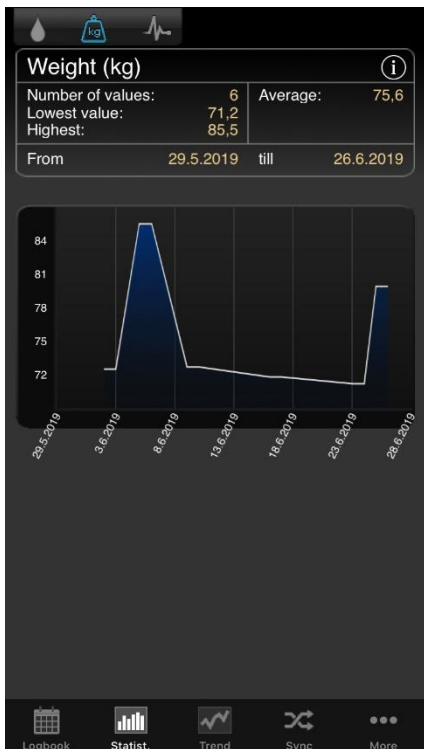 kg
Weight (kg)
i
Number of values: 6 Average: 75,6
Lowest value: 71,2
Highest: 85,5
From 29.5.2019 till 26.6.2019
84
81
78
75
72
29.5.2019 3.6.2019 8.6.2019 13.6.2019 18.6.2019 23.6.2019 28.6.2019
Logbook Statist. Trend Sync More